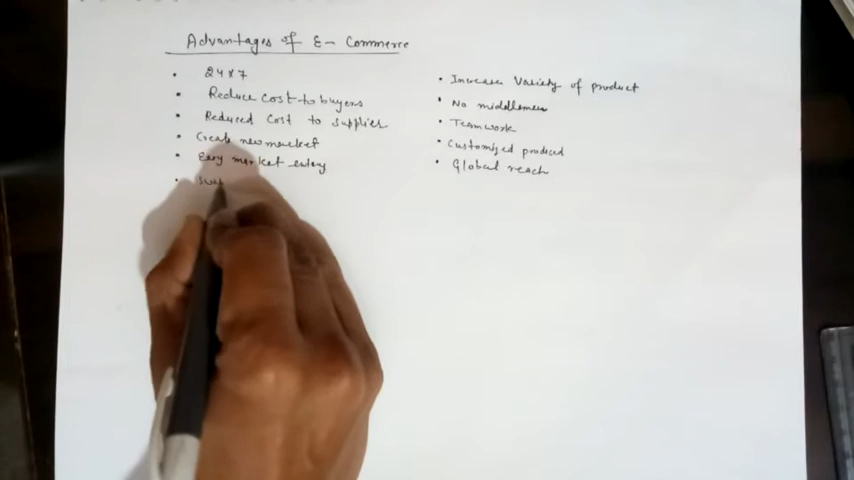 Advantages of E-Commerce
• 24x7
• Reduce cost to buyers
• Reduced cost to supplies
• Create new market
• Easy market entry
•
• Increase Variety of product
• No middlemen
• Teamwork
• Customized product
• Global reach